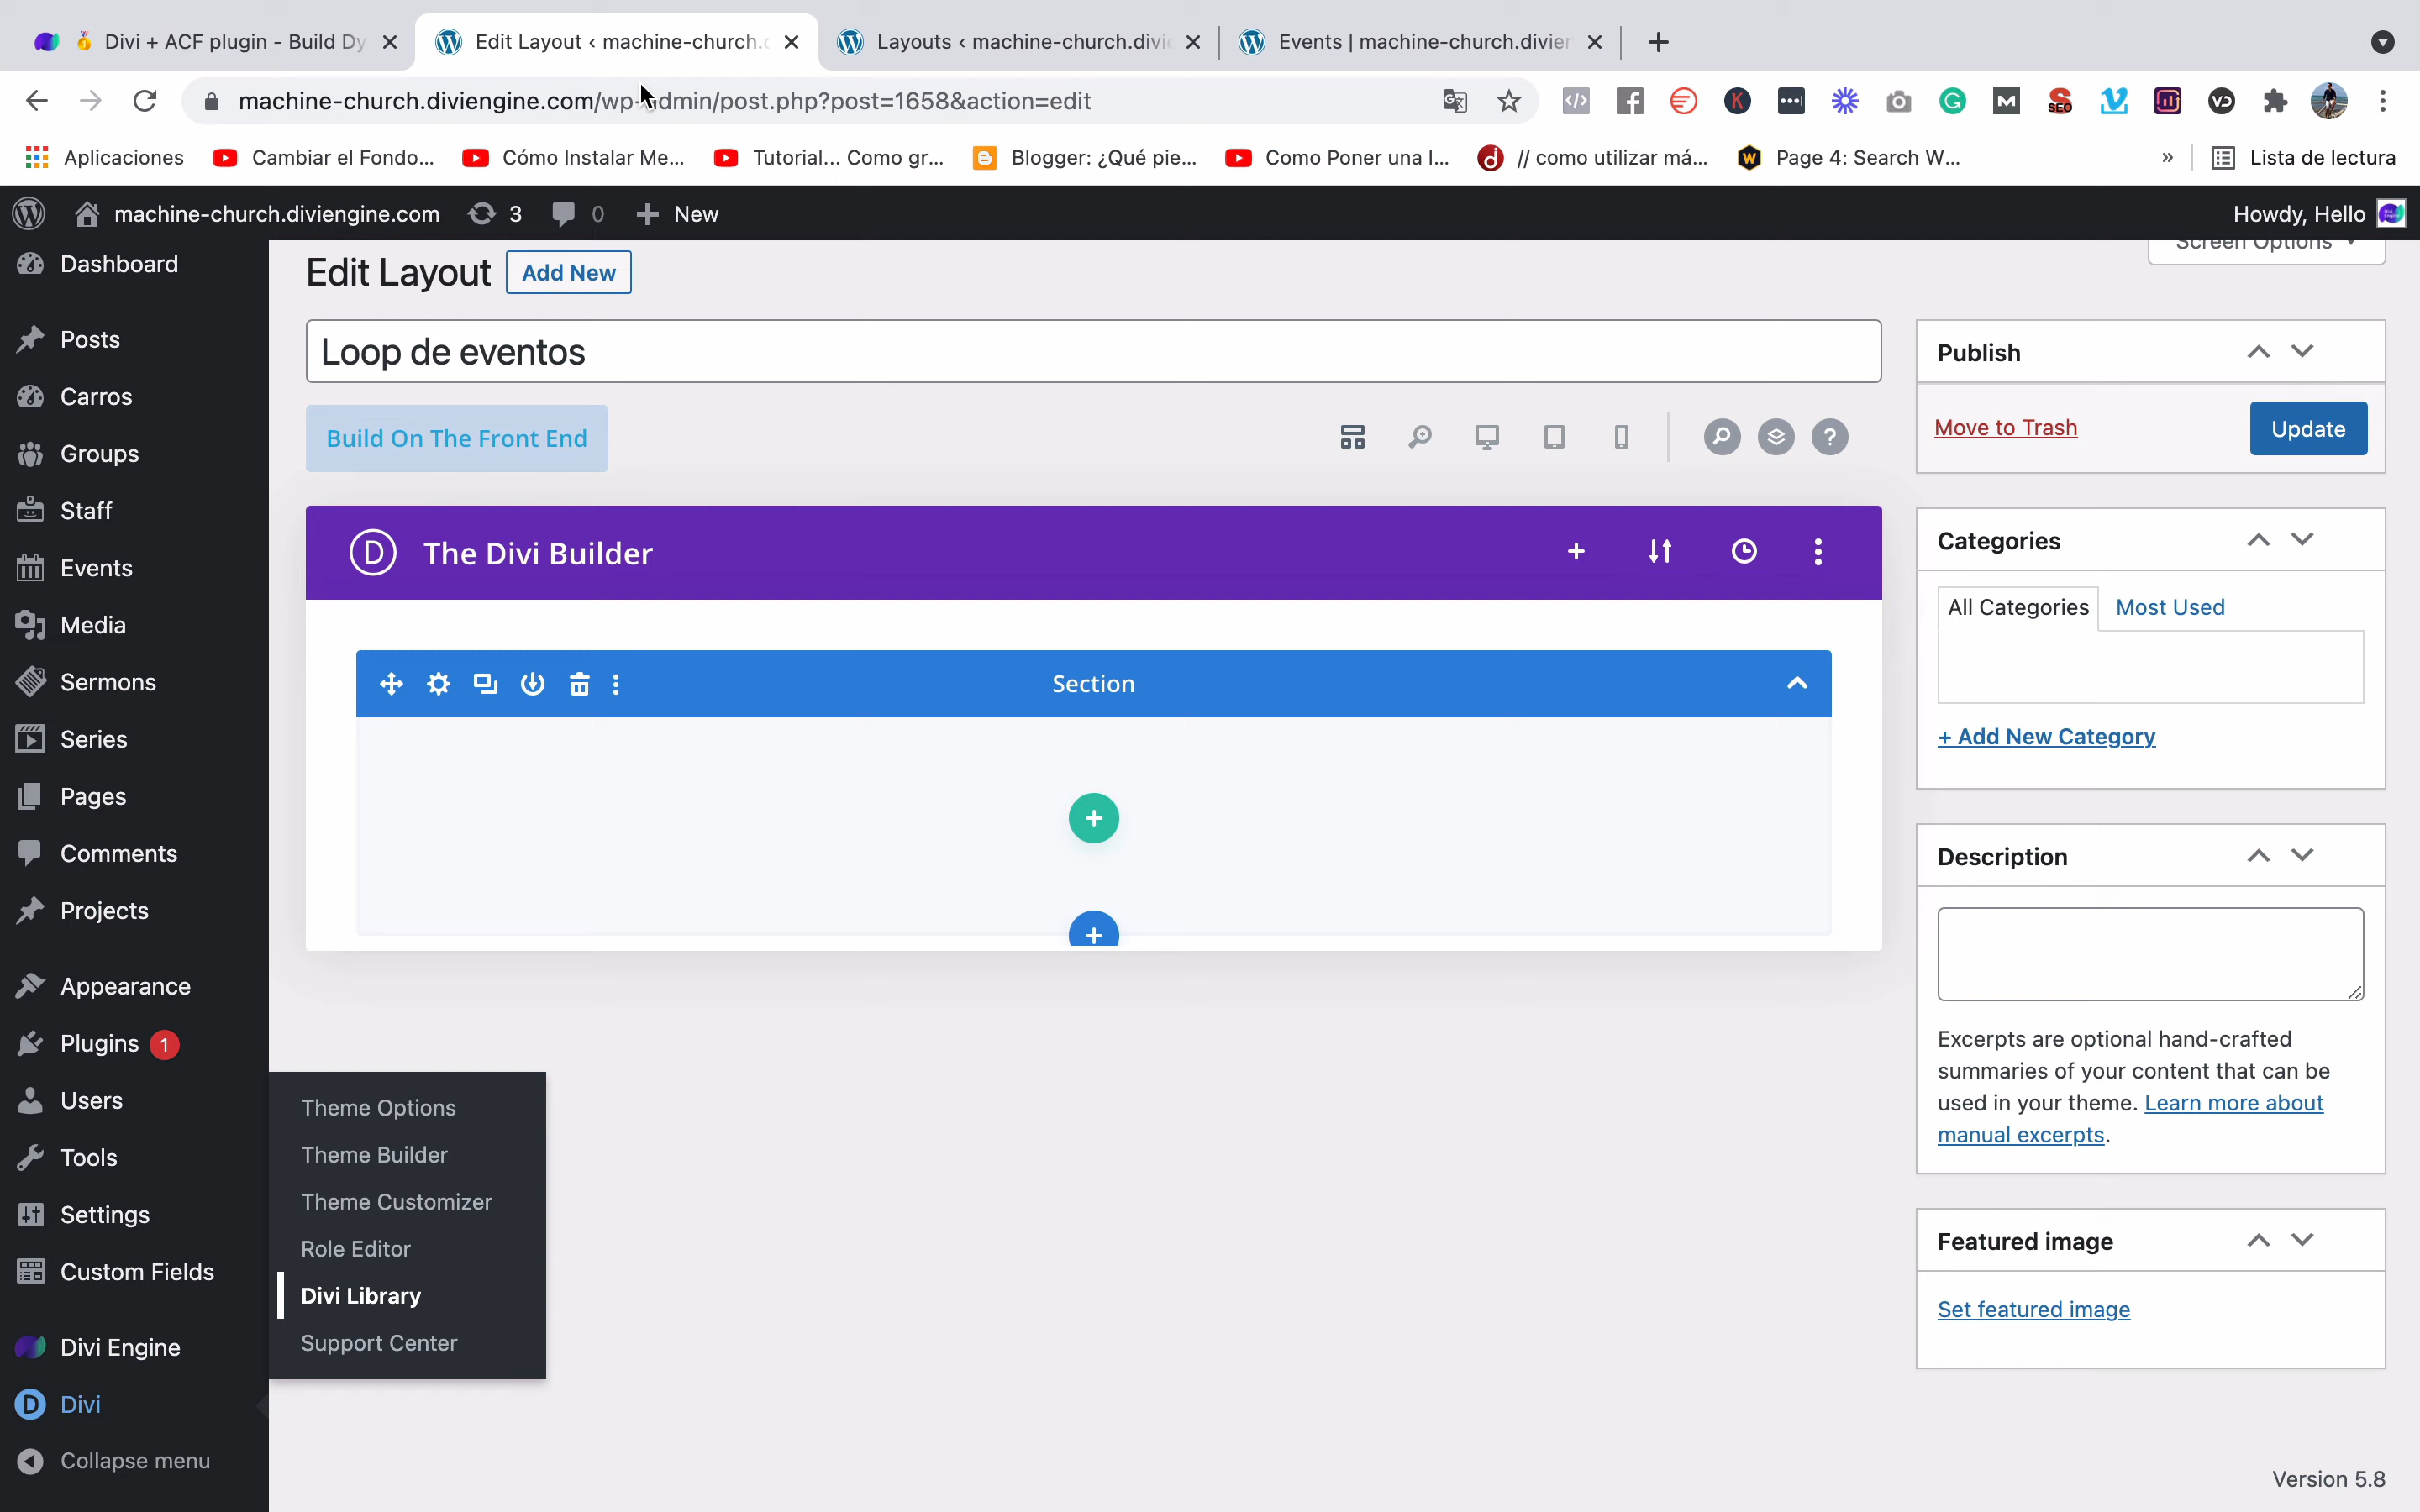 Divi + ACF plugin - Build Dy
Edit Layout ‹ machine-church.
Layouts ‹ machine-church.divi
Events | machine-church.divier
machine-church.diviengine.com/wp-admin/post.php?post=1658&action=edit
Aplicaciones
Cambiar el Fondo...
Cómo Instalar Me...
Tutorial... Como gr...
Blogger: ¿Qué pie...
Como Poner una I...
// como utilizar má...
Page 4: Search W...
»
Lista de lectura
machine-church.diviengine.com
3
0
New
Howdy, Hello
Dashboard
Posts
Carros
Groups
Staff
Events
Media
Sermons
Series
Pages
Comments
Projects
Appearance
Plugins 1
Users
Tools
Settings
Custom Fields
Divi Engine
Divi
Collapse menu
Theme Options
Theme Builder
Theme Customizer
Role Editor
Divi Library
Support Center
Screen Options
Edit Layout
Add New
Loop de eventos
Build On The Front End
The Divi Builder
Section
Publish
Move to Trash
Update
Categories
All Categories
Most Used
+ Add New Category
Description
Excerpts are optional hand-crafted
summaries of your content that can be
used in your theme. Learn more about
manual excerpts.
Featured image
Set featured image
Version 5.8